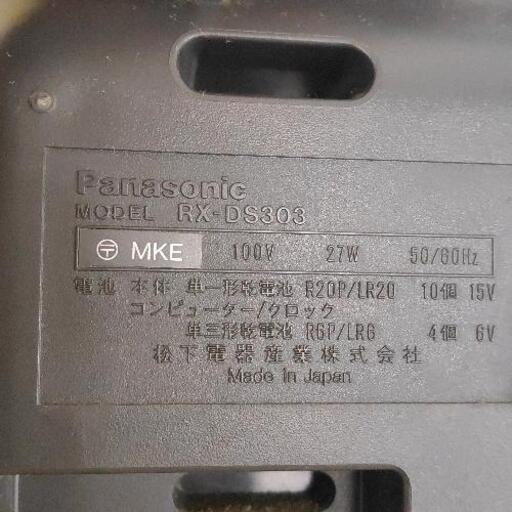 Panasonic
MODEL RX-DS303
〒 MKE 100V 27W 50/60Hz
電池 本体 単一形乾電池 R20P/LR20 10個 15V
コンピューター/クロック
単三形乾電池 R6P/LR6 4個 6V
松下電器産業株式会社
Made In Japan